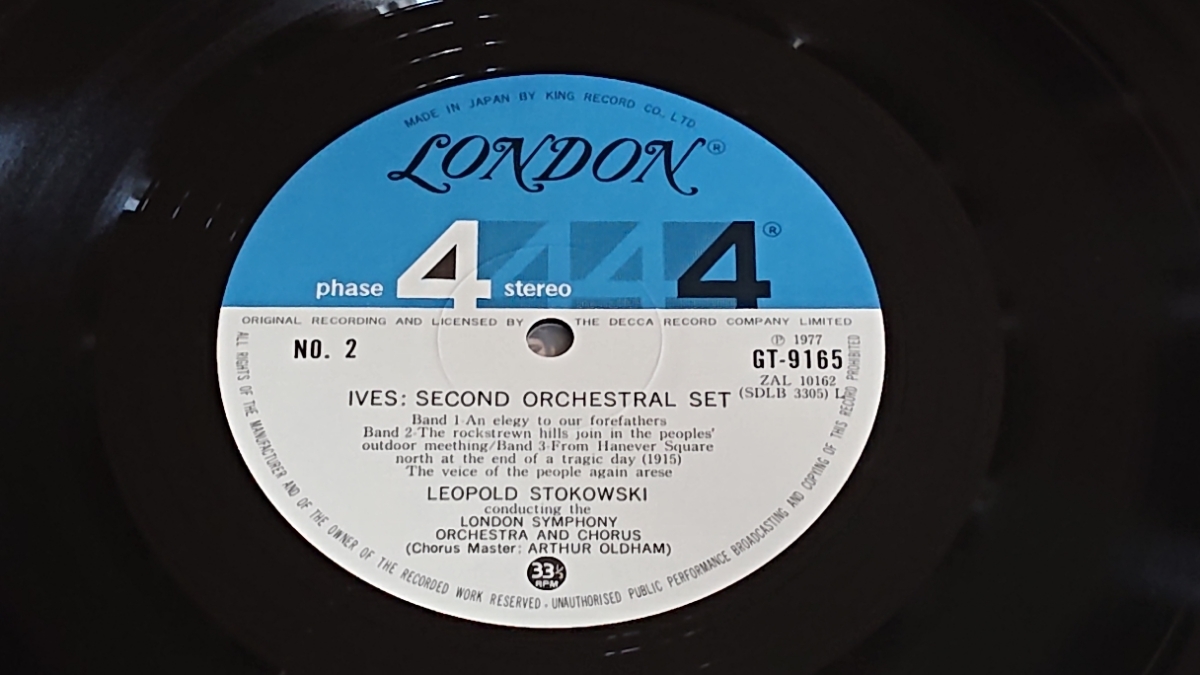 MADE IN JAPAN BY KING RECORD CO., LTD.
LONDON®
phase 4 stereo 4 4 4®
ORIGINAL RECORDING AND LICENSED BY THE DECCA RECORD COMPANY LIMITED
NO. 2
℗ 1977
GT-9165
ZAL 10162
(SDLB 3305) L
IVES: SECOND ORCHESTRAL SET
Band 1-An elegy to our forefathers
Band 2-The rockstrewn hills join in the peoples'
outdoor meething/Band 3-From Hanever Square
north at the end of a tragic day (1915)
The veice of the people again arese
LEOPOLD STOKOWSKI
conducting the
LONDON SYMPHONY
ORCHESTRA AND CHORUS
(Chorus Master: ARTHUR OLDHAM)
33⅓
RPM
ALL RIGHTS OF THE MANUFACTURER AND OF THE OWNER OF THE RECORDED WORK RESERVED. UNAUTHORISED PUBLIC PERFORMANCE BROADCASTING AND COPYING OF THIS RECORD PROHIBITED